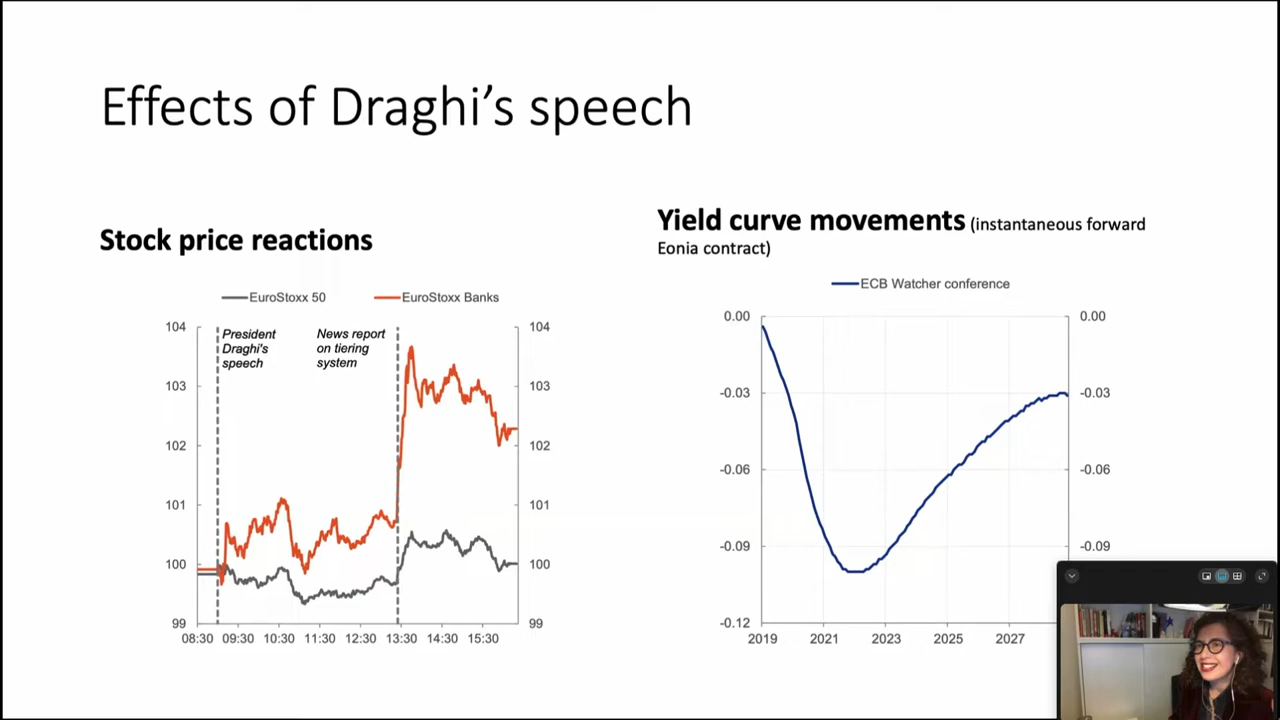 Effects of Draghi's speech
Stock price reactions
EuroStoxx 50
EuroStoxx Banks
President
Draghi's
speech
News report
on tiering
system
104
103
102
101
100
99
104
103
102
101
100
99
08:30
09:30
10:30
11:30
12:30
13:30
14:30
15:30
Yield curve movements (instantaneous forward
Eonia contract)
ECB Watcher conference
0.00
-0.03
-0.06
-0.09
-0.12
0.00
-0.03
-0.06
-0.09
2019
2021
2023
2025
2027